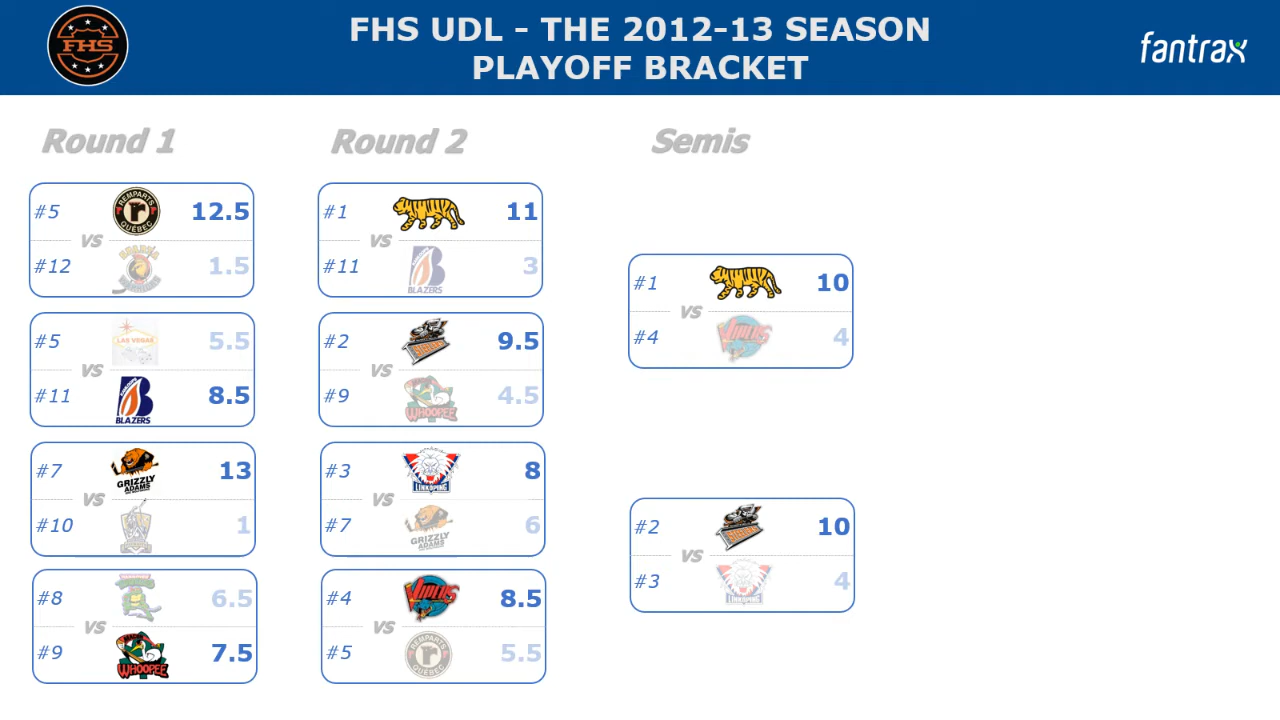 FHS
FHS UDL - THE 2012-13 SEASON
PLAYOFF BRACKET
fantrax
Round 1
Round 2
Semis
#5
REMPARTS
r
QUÉBEC
12.5
VS
#12
1.5
#5
LAS VEGAS
5.5
VS
#11
B
BLAZERS
8.5
#7
GRIZZLY
ADAMS
13
VS
#10
1
#8
6.5
VS
#9
WHOOPEE
7.5
#1
11
VS
#11
B
BLAZERS
3
#2
9.5
VS
#9
WHOOPEE
4.5
#3
LINKÖPING
8
VS
#7
GRIZZLY
ADAMS
6
#4
VIPERS
8.5
VS
#5
REMPARTS
r
QUÉBEC
5.5
#1
10
VS
#4
VIPERS
4
#2
10
VS
#3
LINKÖPING
4